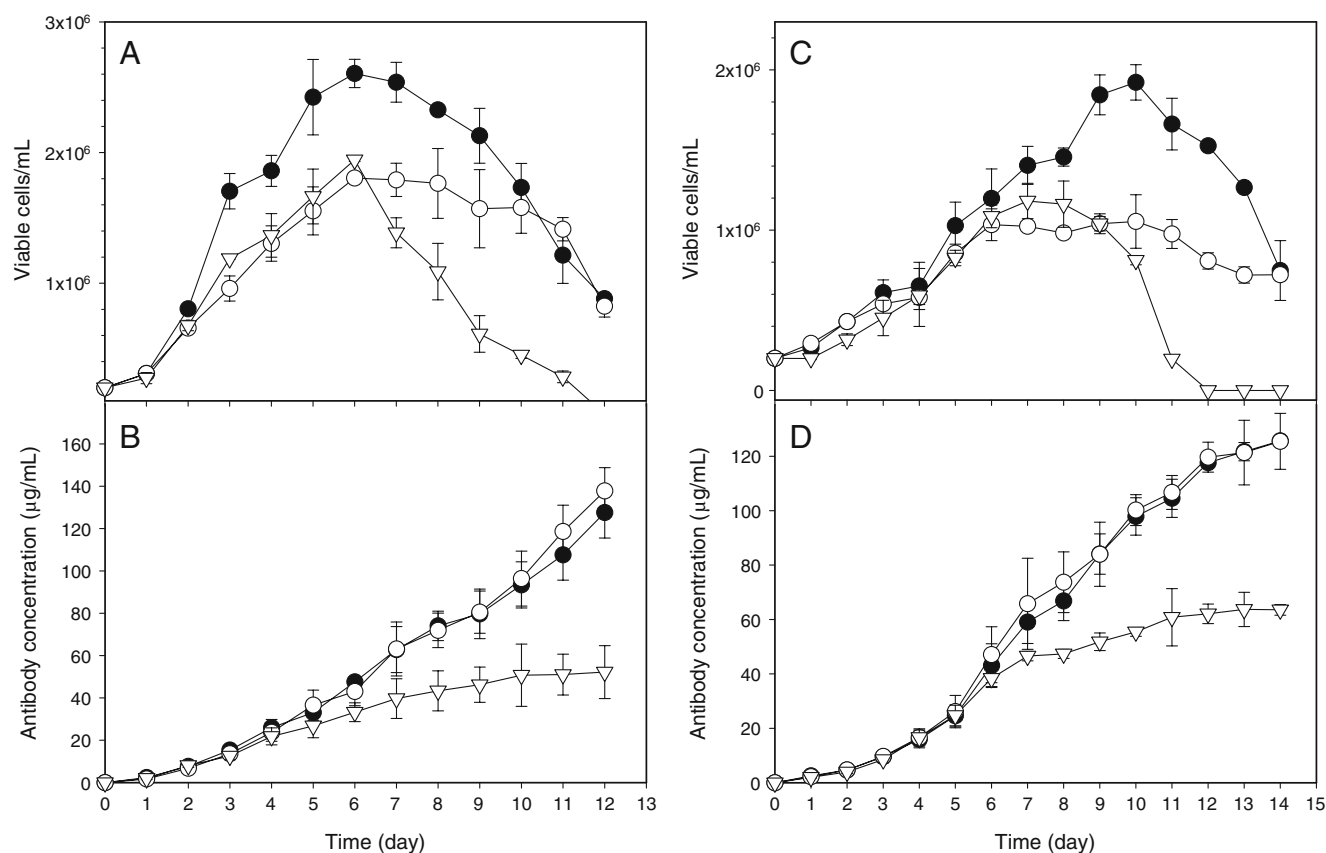 A
3x10⁶
2x10⁶
1x10⁶
Viable cells/mL
B
160
140
120
100
80
60
40
20
0
Antibody concentration (μg/mL)
0 1 2 3 4 5 6 7 8 9 10 11 12 13
Time (day)
C
2x10⁶
1x10⁶
0
Viable cells/mL
D
120
100
80
60
40
20
0
Antibody concentration (μg/mL)
0 1 2 3 4 5 6 7 8 9 10 11 12 13 14 15
Time (day)